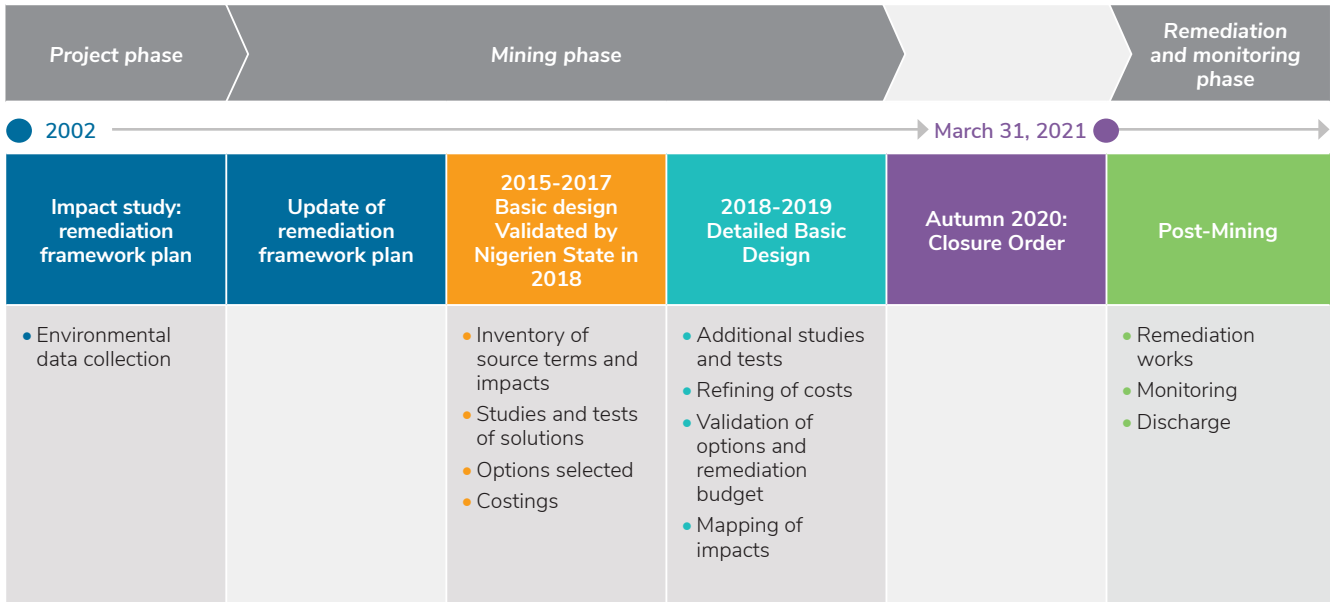 Project phase
Mining phase
Remediation
and monitoring
phase
2002
March 31, 2021
Impact study:
remediation
framework plan
Update of
remediation
framework plan
2015-2017
Basic design
Validated by
Nigerien State in
2018
2018-2019
Detailed Basic
Design
Autumn 2020:
Closure Order
Post-Mining
• Environmental
data collection
• Inventory of
source terms and
impacts
• Studies and tests
of solutions
• Options selected
• Costings
• Additional studies
and tests
• Refining of costs
• Validation of
options and
remediation
budget
• Mapping of
impacts
• Remediation
works
• Monitoring
• Discharge